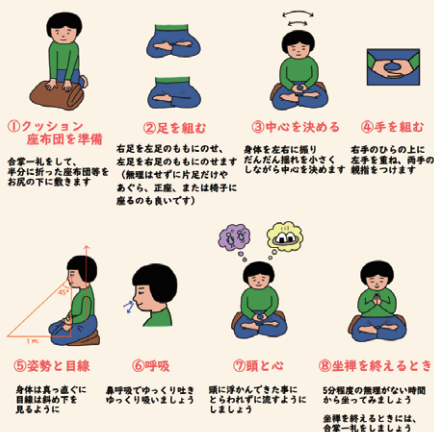 ①クッション
座布団を準備
合掌一礼をして、
半分に折った座布団等を
お尻の下に敷きます
②足を組む
右足を左足のももにのせ、
左足を右足のももにのせます
（無理はせずに片足だけや
あぐら、正座、または椅子に
座るのも良いです）
③中心を決める
身体を左右に振り
だんだん揺れを小さく
しながら中心を決めます
④手を組む
右手のひらの上に
左手を重ね、両手の
親指をつけます
45°
1m
⑤姿勢と目線
身体は真っ直ぐに
目線は斜め下を
見るように
⑥呼吸
鼻呼吸でゆっくり吐き
ゆっくり吸いましょう
⑦頭と心
頭に浮かんできた事に
とらわれずに流すように
しましょう
⑧坐禅を終えるとき
5分程度の無理がない時間
から坐ってみましょう
坐禅を終えるときには、
合掌一礼をしましょう